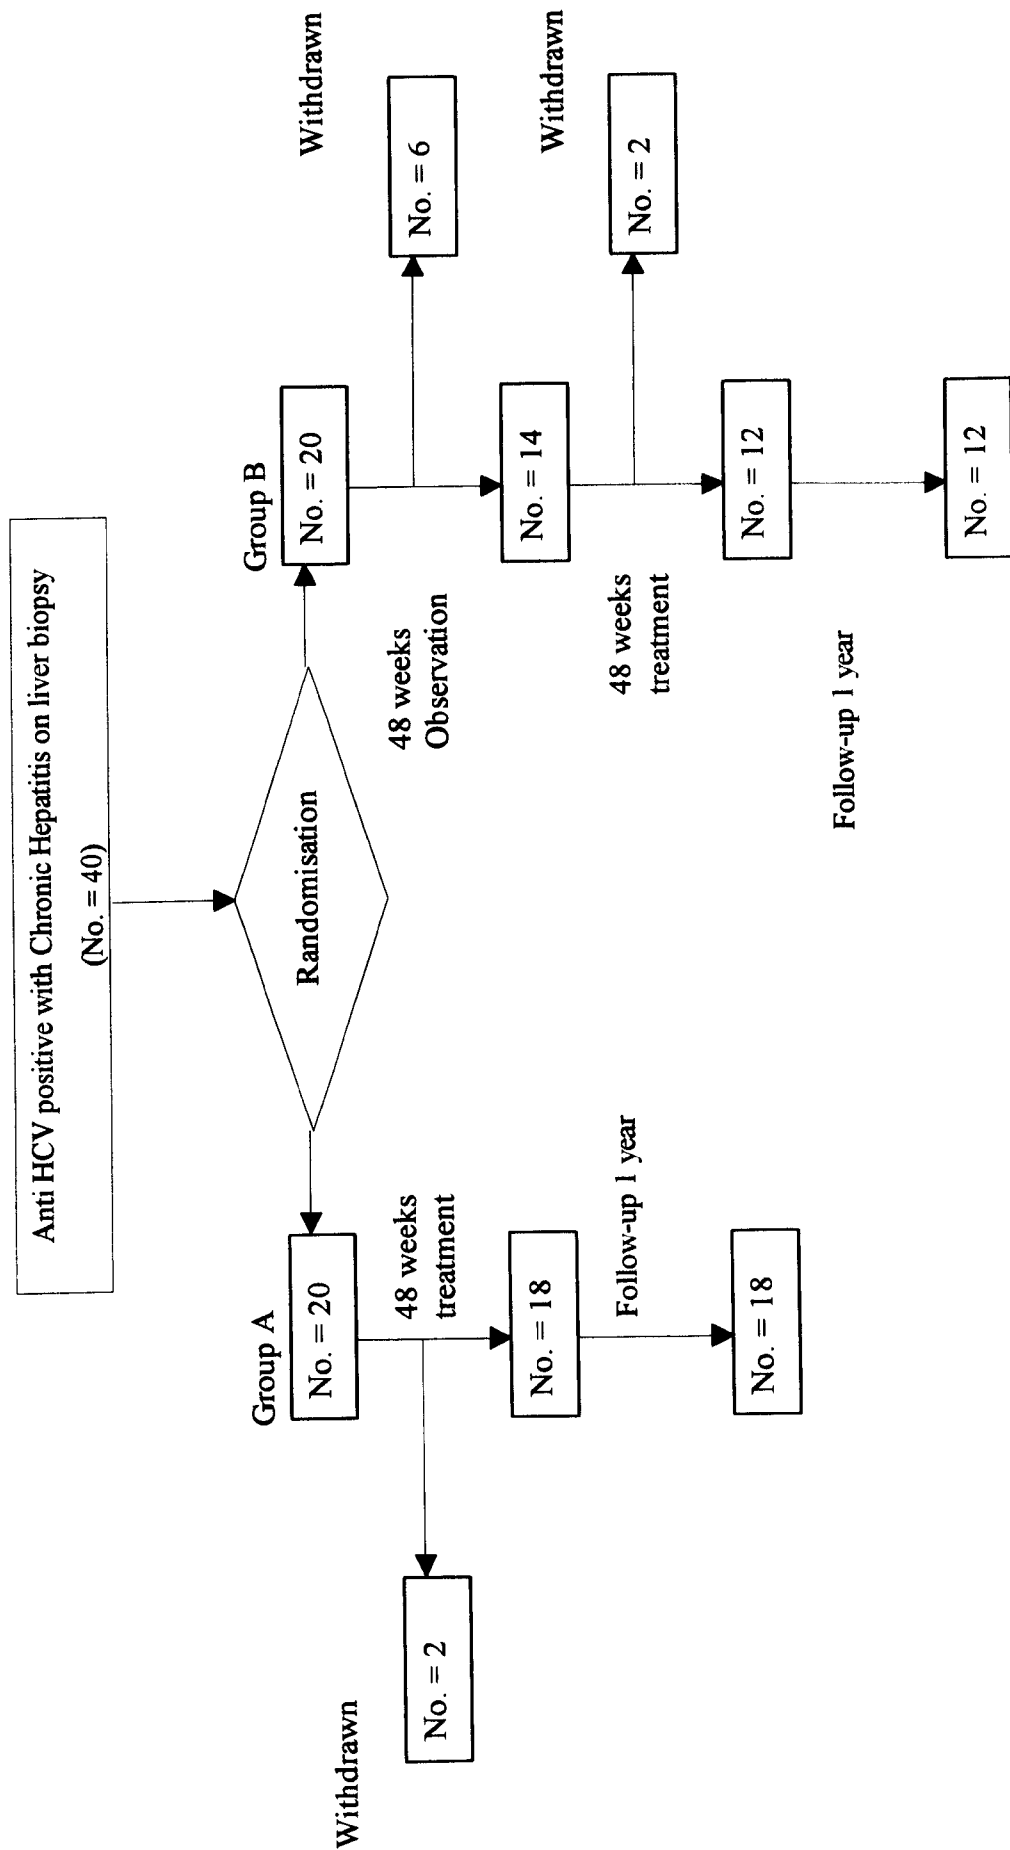 Anti HCV positive with Chronic Hepatitis on liver biopsy
(No. = 40)
Randomisation
Group A
No. = 20
48 weeks
treatment
Withdrawn
No. = 2
No. = 18
Follow-up 1 year
No. = 18
Group B
No. = 20
48 weeks
Observation
Withdrawn
No. = 6
No. = 14
48 weeks
treatment
Withdrawn
No. = 2
No. = 12
Follow-up 1 year
No. = 12